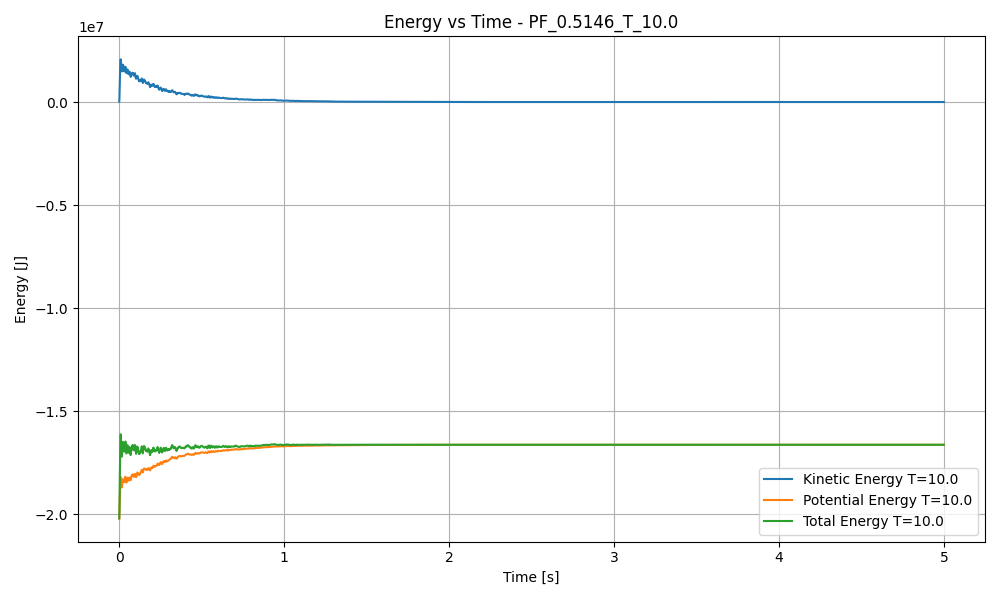 Energy vs Time - PF_0.5146_T_10.0
1e7
0.0
−0.5
−1.0
−1.5
−2.0
Energy [J]
Kinetic Energy T=10.0
Potential Energy T=10.0
Total Energy T=10.0
0 1 2 3 4 5
Time [s]